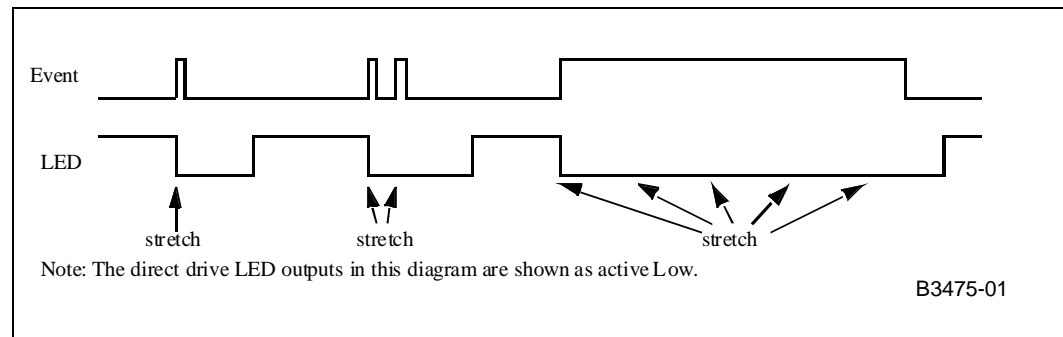 Event
LED
stretch stretch stretch
Note: The direct drive LED outputs in this diagram are shown as active Low.
B3475-01